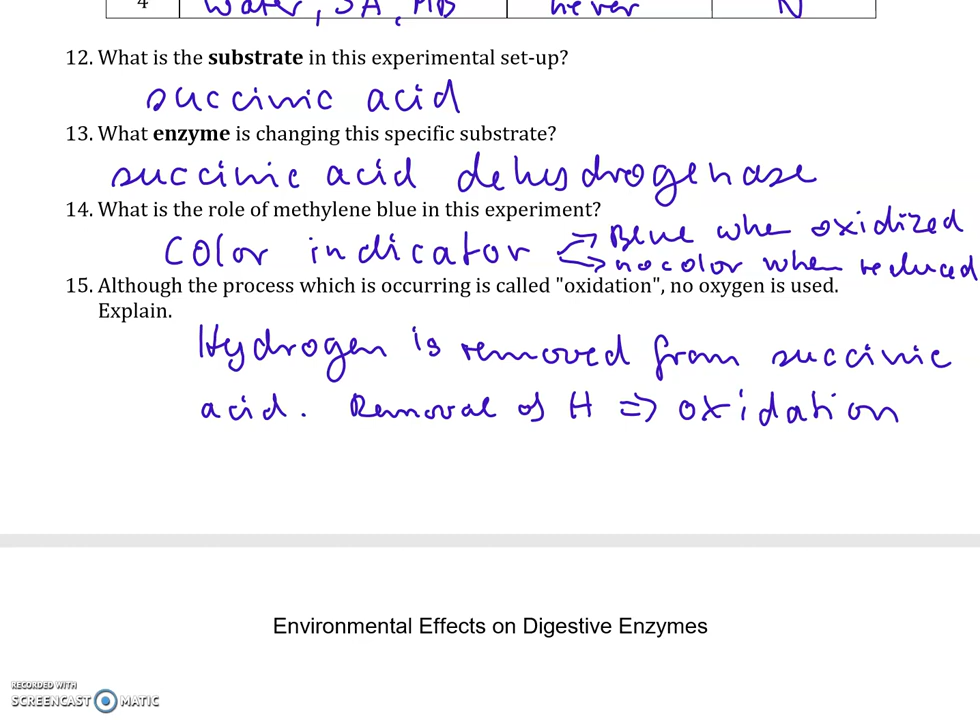 4 water, SA, MB never N
12. What is the substrate in this experimental set-up?
succinic acid
13. What enzyme is changing this specific substrate?
succinic acid dehydrogenase
14. What is the role of methylene blue in this experiment?
Color indicator → Blue when oxidized
→ no color when reduced
15. Although the process which is occurring is called "oxidation", no oxygen is used.
Explain.
Hydrogen is removed from succinic
acid. Removal of H => oxidation
Environmental Effects on Digestive Enzymes
RECORDED WITH
SCREENCAST MATIC